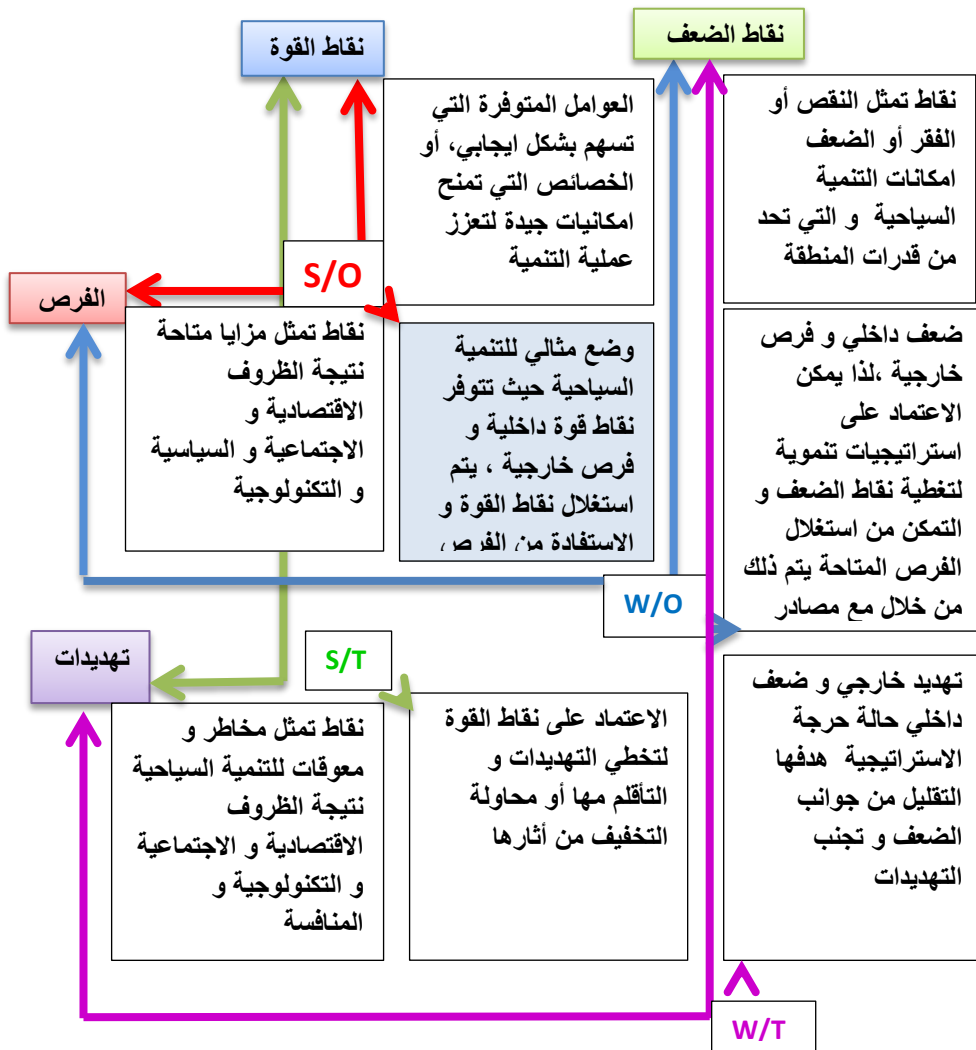 نقاط القوة
نقاط الضعف
العوامل المتوفرة التي
تسهم بشكل ايجابي، أو
الخصائص التي تمنح
امكانيات جيدة لتعزز
عملية التنمية
نقاط تمثل النقص أو
الفقر أو الضعف
امكانات التنمية
السياحية و التي تحد
من قدرات المنطقة
S/O
الفرص
نقاط تمثل مزايا متاحة
نتيجة الظروف
الاقتصادية و
الاجتماعية و السياسية
و التكنولوجية
وضع مثالي للتنمية
السياحية حيث تتوفر
نقاط قوة داخلية و
فرص خارجية ، يتم
استغلال نقاط القوة و
الاستفادة من الفرص
ضعف داخلي و فرص
خارجية ،لذا يمكن
الاعتماد على
استراتيجيات تنموية
لتغطية نقاط الضعف و
التمكن من استغلال
الفرص المتاحة يتم ذلك
من خلال مع مصادر
W/O
S/T
تهديدات
نقاط تمثل مخاطر و
معوقات للتنمية السياحية
نتيجة الظروف
الاقتصادية و الاجتماعية
و التكنولوجية و
المنافسة
الاعتماد على نقاط القوة
لتخطي التهديدات و
التأقلم مها أو محاولة
التخفيف من أثارها
تهديد خارجي و ضعف
داخلي حالة حرجة
الاستراتيجية هدفها
التقليل من جوانب
الضعف و تجنب
التهديدات
W/T